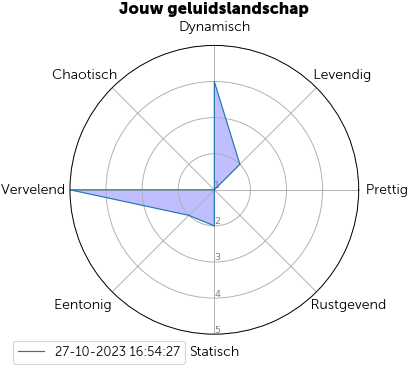 Jouw geluidslandschap
Dynamisch
Chaotisch
Levendig
Vervelend
Prettig
1
2
3
4
5
Eentonig
Rustgevend
Statisch
27-10-2023 16:54:27